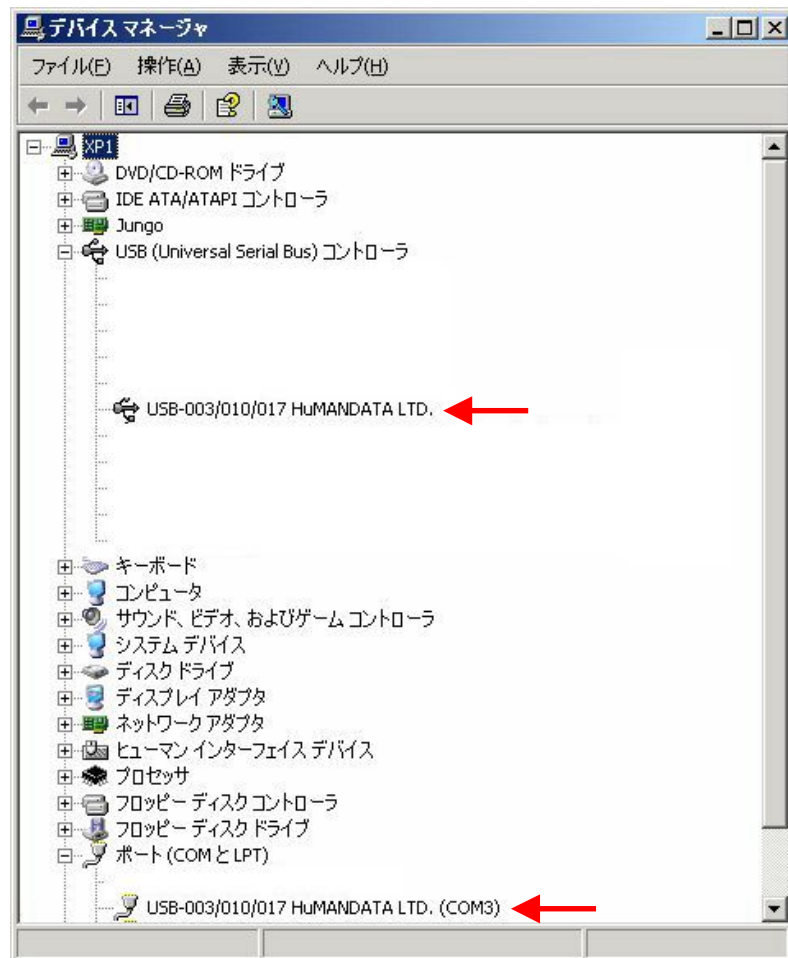 デバイス マネージャ
ファイル(F) 操作(A) 表示(V) ヘルプ(H)
XP1
DVD/CD-ROM ドライブ
IDE ATA/ATAPI コントローラ
Jungo
USB (Universal Serial Bus) コントローラ
USB-003/010/017 HuMANDATA LTD.
キーボード
コンピュータ
サウンド、ビデオ、およびゲーム コントローラ
システム デバイス
ディスク ドライブ
ディスプレイ アダプタ
ネットワーク アダプタ
ヒューマン インターフェイス デバイス
プロセッサ
フロッピー ディスク コントローラ
フロッピー ディスク ドライブ
ポート (COM と LPT)
USB-003/010/017 HuMANDATA LTD. (COM3)